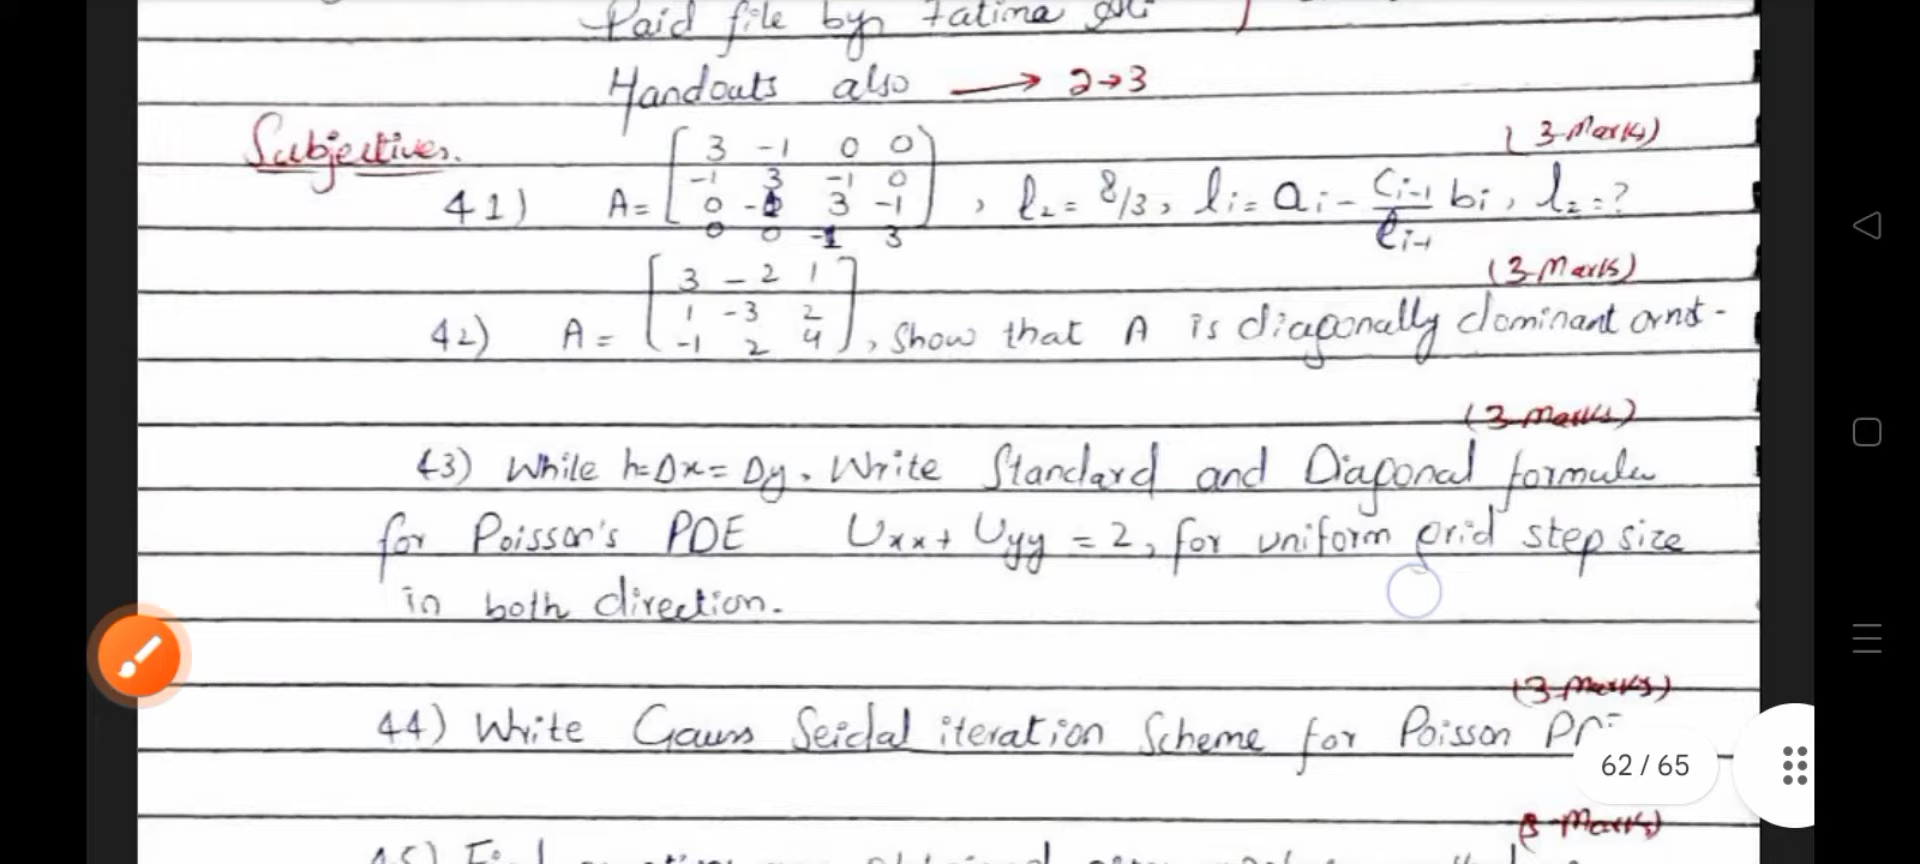 Paid file by Fatima
Handouts also → 2→3
Subjectives.
(3-Marks)
41) A = [3 -1 0 0
-1 3 -1 0
0 -1 3 -1
0 0 -1 3] , l₂ = 8/3, lᵢ = aᵢ - cᵢ₋₁/lᵢ₋₁ bᵢ, l₂ = ?
(3-Marks)
42) A = [3 -2 1
1 -3 2
-1 2 4], Show that A is diagonally dominant or not-
(3-marks)
43) While h=Δx=Δy. Write Standard and Diagonal formula
for Poisson's PDE Uxx + Uyy = 2, for uniform grid step size
in both direction.
(3-marks)
44) Write Gauss Seidal iteration Scheme for Poisson
62 / 65